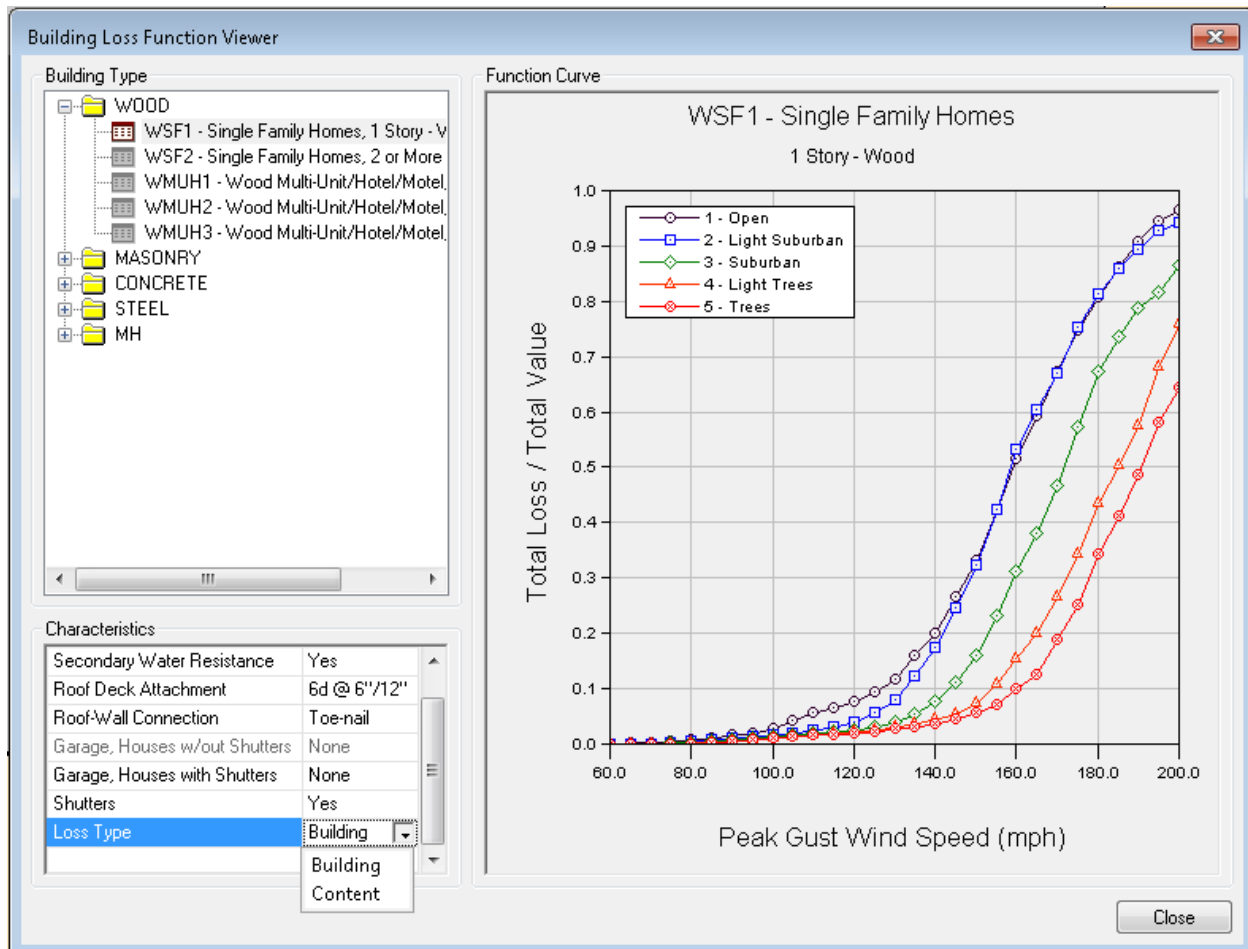 Building Loss Function Viewer
Building Type
WOOD
WSF1 - Single Family Homes, 1 Story - V
WSF2 - Single Family Homes, 2 or More
WMUH1 - Wood Multi-Unit/Hotel/Motel,
WMUH2 - Wood Multi-Unit/Hotel/Motel,
WMUH3 - Wood Multi-Unit/Hotel/Motel,
MASONRY
CONCRETE
STEEL
MH
Characteristics
Secondary Water Resistance Yes
Roof Deck Attachment 6d @ 6"/12"
Roof-Wall Connection Toe-nail
Garage, Houses w/out Shutters None
Garage, Houses with Shutters None
Shutters Yes
Loss Type Building
Building
Content
Function Curve
WSF1 - Single Family Homes
1 Story - Wood
1 - Open
2 - Light Suburban
3 - Suburban
4 - Light Trees
5 - Trees
Total Loss / Total Value
1.0
0.9
0.8
0.7
0.6
0.5
0.4
0.3
0.2
0.1
0.0
60.0 80.0 100.0 120.0 140.0 160.0 180.0 200.0
Peak Gust Wind Speed (mph)
Close